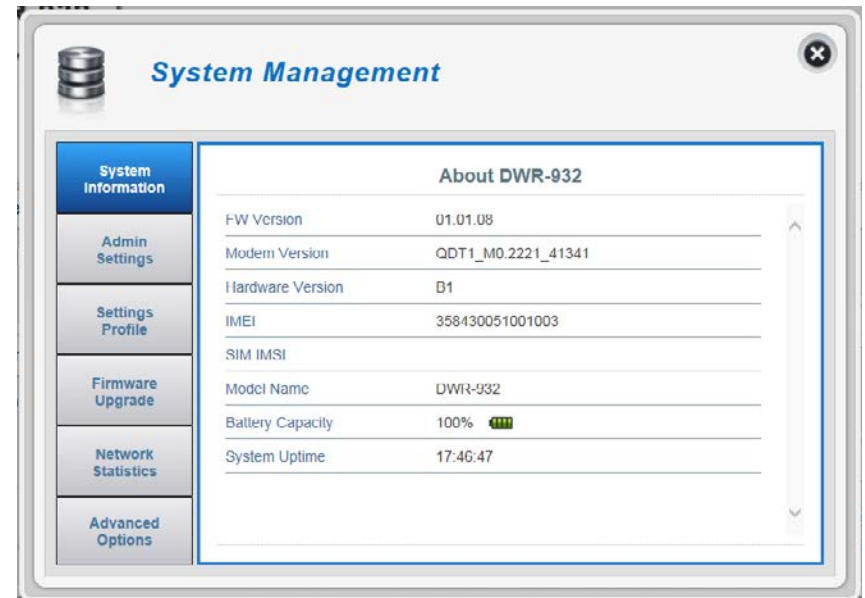 System Management
System
Information
Admin
Settings
Settings
Profile
Firmware
Upgrade
Network
Statistics
Advanced
Options
About DWR-932
FW Version 01.01.08
Modem Version QDT1_M0.2221_41341
Hardware Version B1
IMEI 358430051001003
SIM IMSI
Model Name DWR-932
Battery Capacity 100%
System Uptime 17:46:47